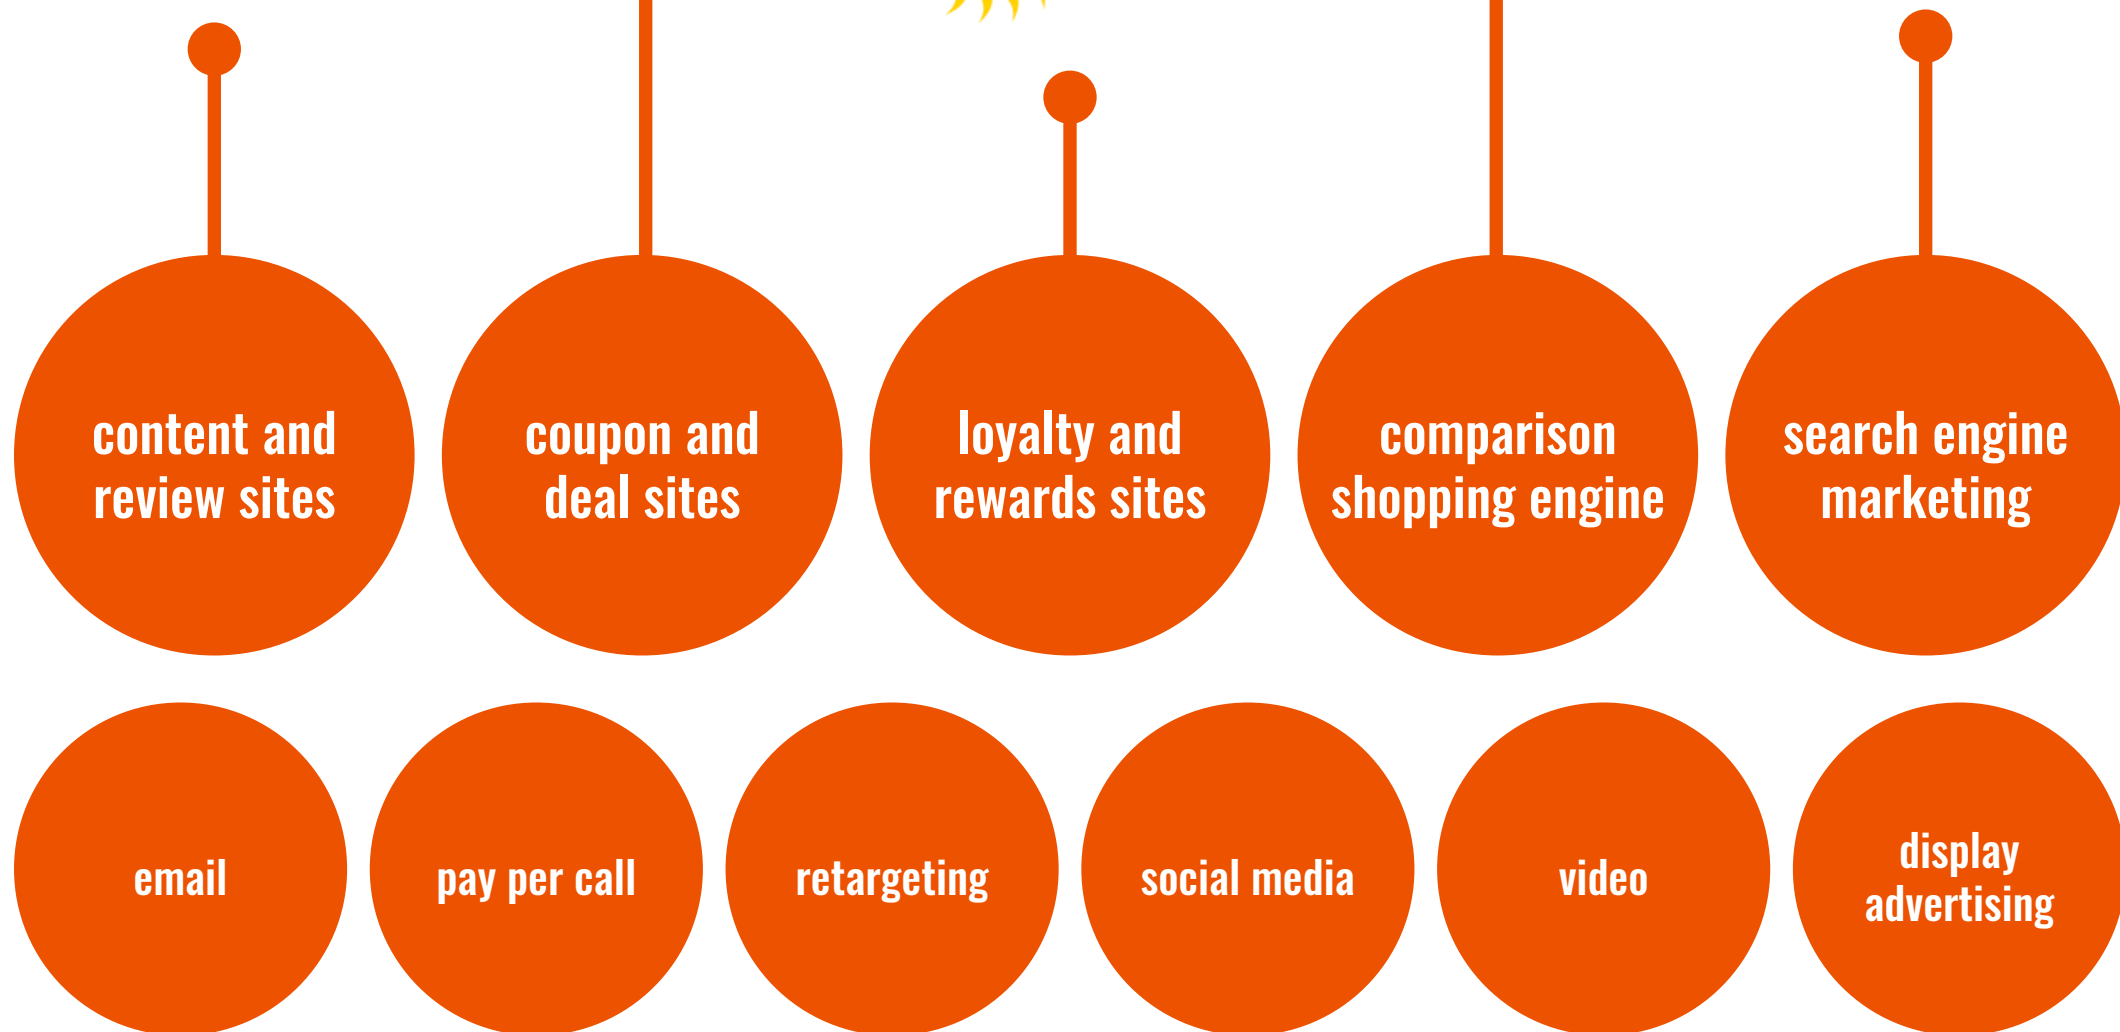 content and
review sites
coupon and
deal sites
loyalty and
rewards sites
comparison
shopping engine
search engine
marketing
email
pay per call
retargeting
social media
video
display
advertising